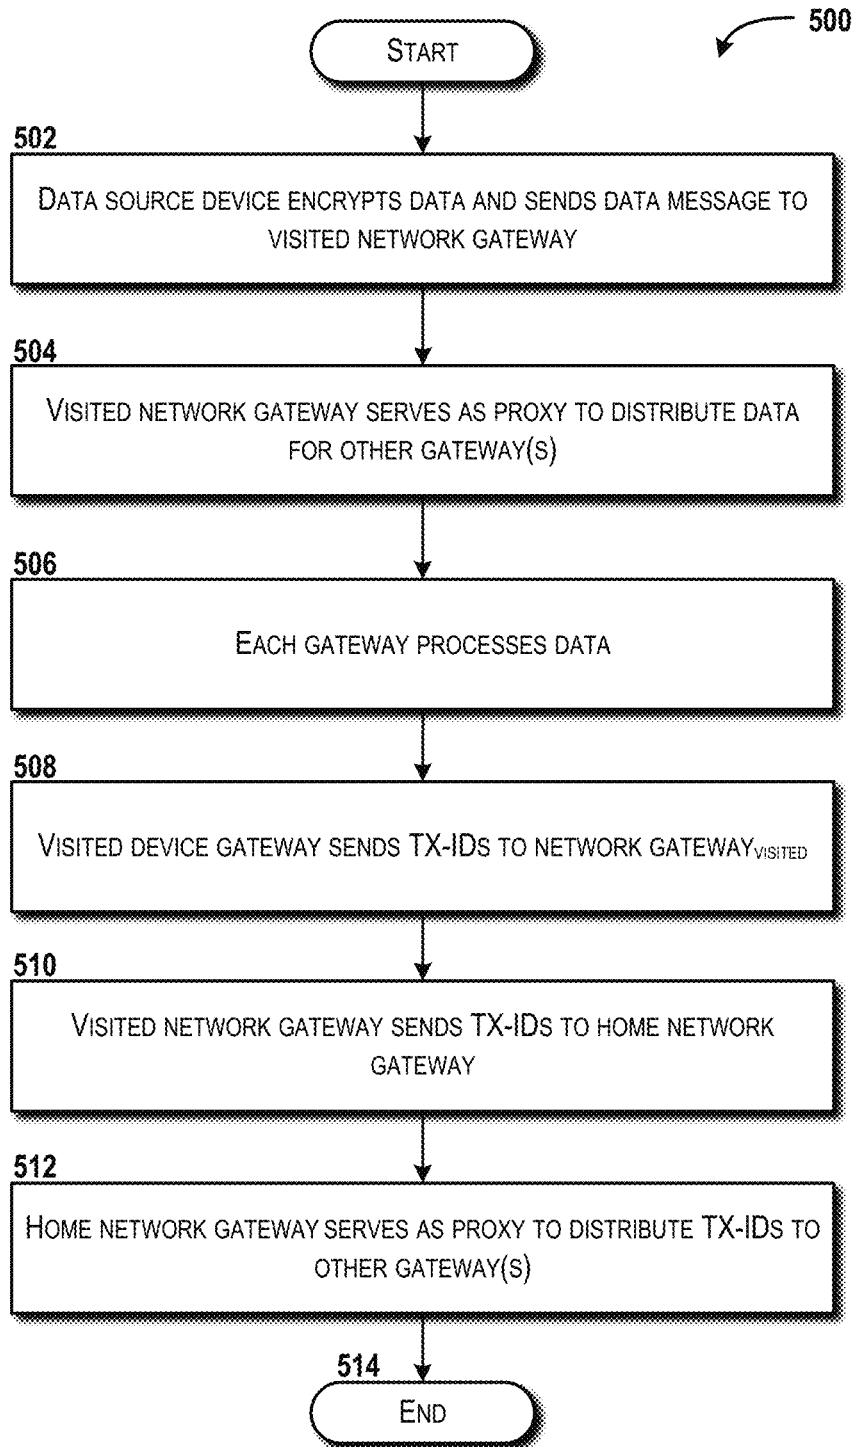 500
START
502
DATA SOURCE DEVICE ENCRYPTS DATA AND SENDS DATA MESSAGE TO
VISITED NETWORK GATEWAY
504
VISITED NETWORK GATEWAY SERVES AS PROXY TO DISTRIBUTE DATA
FOR OTHER GATEWAY(S)
506
EACH GATEWAY PROCESSES DATA
508
VISITED DEVICE GATEWAY SENDS TX-IDS TO NETWORK GATEWAYVISITED
510
VISITED NETWORK GATEWAY SENDS TX-IDS TO HOME NETWORK
GATEWAY
512
HOME NETWORK GATEWAY SERVES AS PROXY TO DISTRIBUTE TX-IDS TO
OTHER GATEWAY(S)
514
END